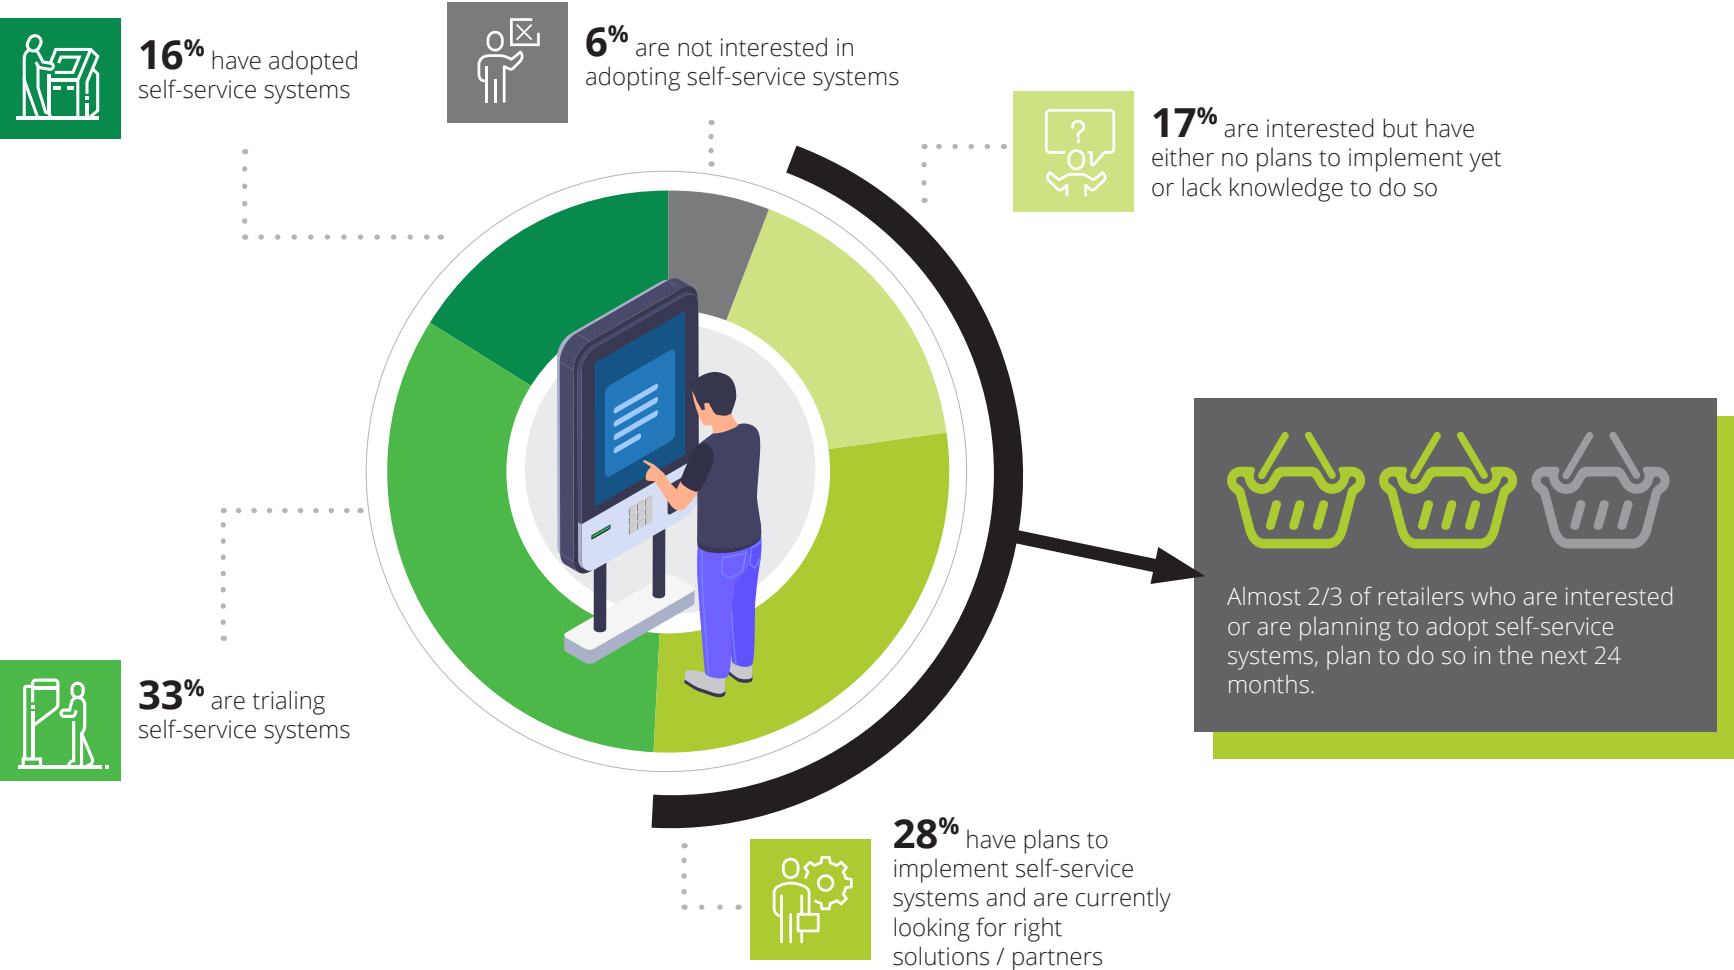 16% have adopted
self-service systems
6% are not interested in
adopting self-service systems
17% are interested but have
either no plans to implement yet
or lack knowledge to do so
?
Almost 2/3 of retailers who are interested
or are planning to adopt self-service
systems, plan to do so in the next 24
months.
33% are trialing
self-service systems
28% have plans to
implement self-service
systems and are currently
looking for right
solutions / partners